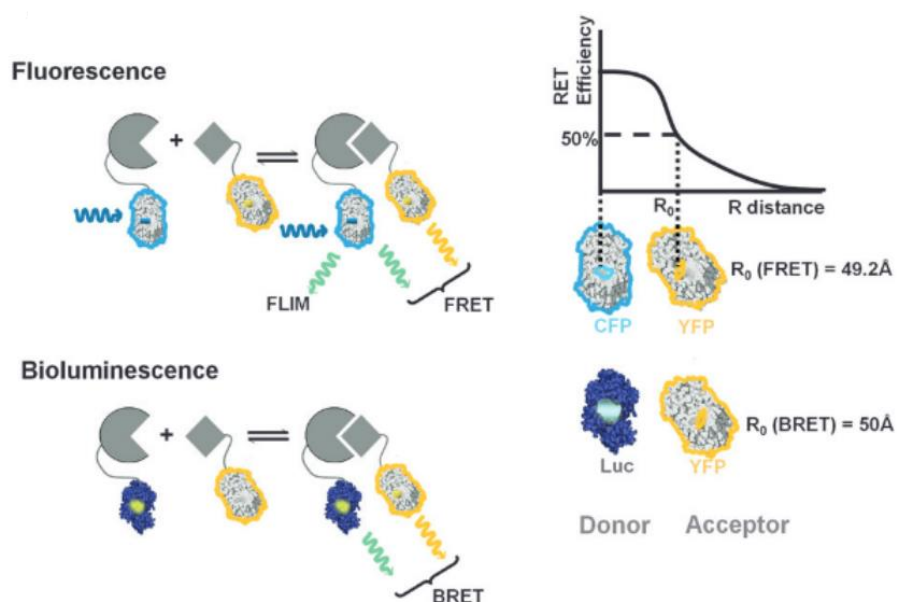 Fluorescence
+
FLIM
FRET
Bioluminescence
+
BRET
RET
Efficiency
50%
R₀
R distance
CFP
YFP
R₀ (FRET) = 49.2Å
Luc
YFP
R₀ (BRET) = 50Å
Donor
Acceptor